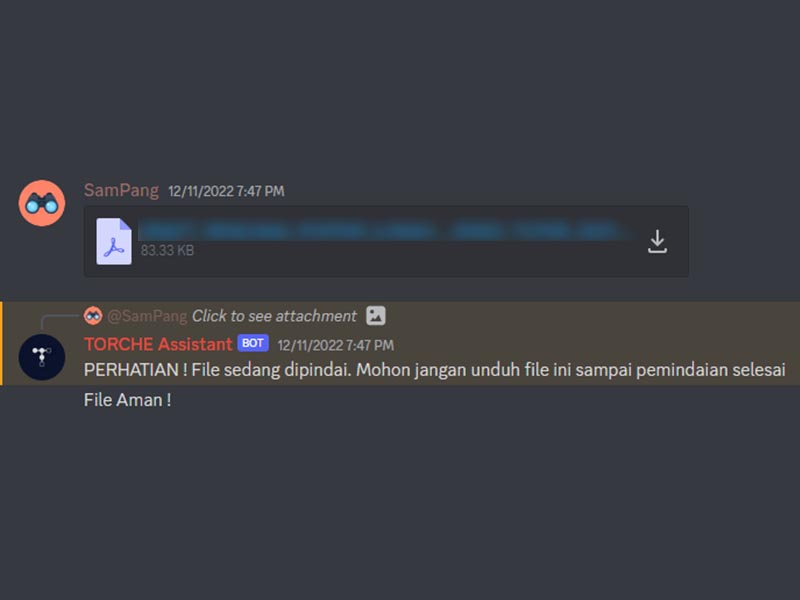 SamPang 12/11/2022 7:47 PM
83.33 KB
@SamPang Click to see attachment
TORCHE Assistant BOT 12/11/2022 7:47 PM
PERHATIAN ! File sedang dipindai. Mohon jangan unduh file ini sampai pemindaian selesai
File Aman !